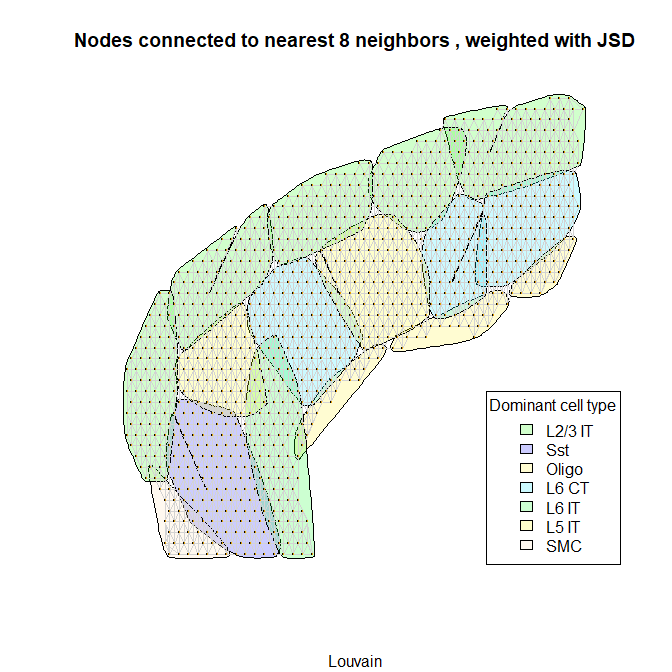 Nodes connected to nearest 8 neighbors , weighted with JSD
Dominant cell type
L2/3 IT
Sst
Oligo
L6 CT
L6 IT
L5 IT
SMC
Louvain